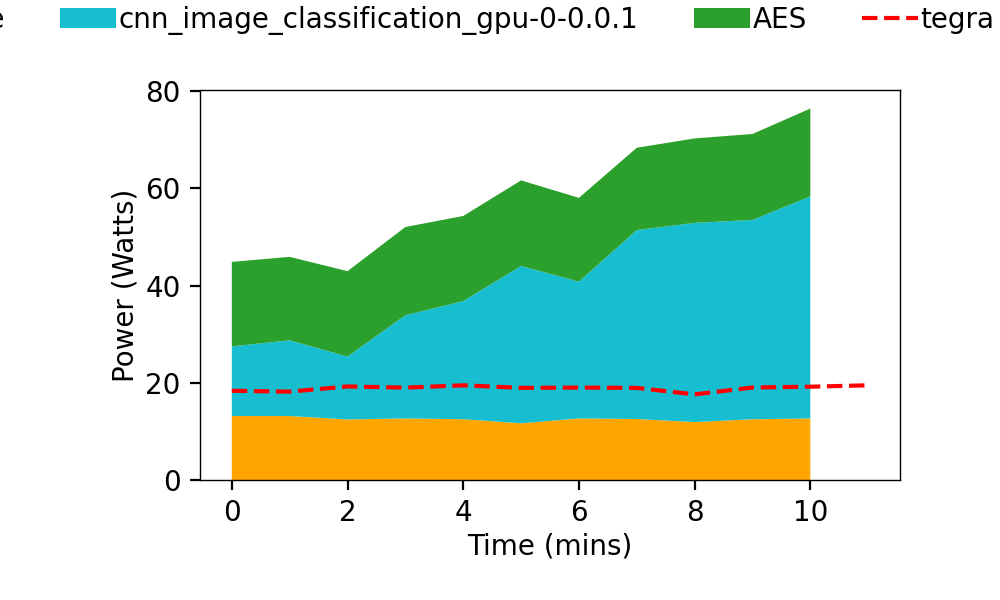 e cnn_image_classification_gpu-0-0.0.1 AES tegra
80
60
40
20
0
Power (Watts)
0 2 4 6 8 10
Time (mins)